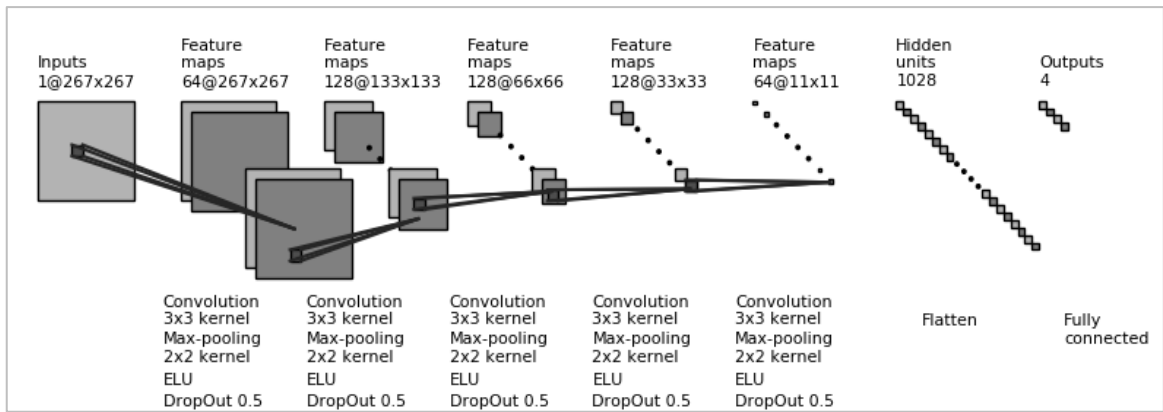 Inputs
1@267x267
Feature
maps
64@267x267
Feature
maps
128@133x133
Feature
maps
128@66x66
Feature
maps
128@33x33
Feature
maps
64@11x11
Hidden
units
1028
Outputs
4
Convolution
3x3 kernel
Max-pooling
2x2 kernel
ELU
DropOut 0.5
Convolution
3x3 kernel
Max-pooling
2x2 kernel
ELU
DropOut 0.5
Convolution
3x3 kernel
Max-pooling
2x2 kernel
ELU
DropOut 0.5
Convolution
3x3 kernel
Max-pooling
2x2 kernel
ELU
DropOut 0.5
Convolution
3x3 kernel
Max-pooling
2x2 kernel
ELU
DropOut 0.5
Flatten
Fully
connected